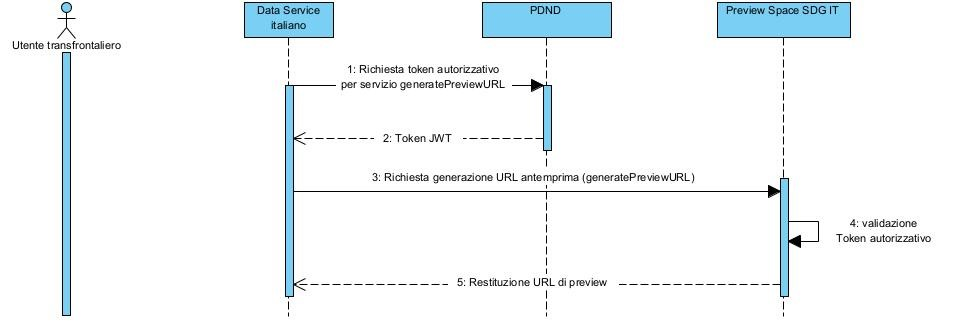 Data Service
italiano
PDND
Preview Space SDG IT
Utente transfrontaliero
1: Richiesta token autorizzativo
per servizio generatePreviewURL
2: Token JWT
3: Richiesta generazione URL anteprima (generatePreviewURL)
4: validazione
Token autorizzativo
5: Restituzione URL di preview